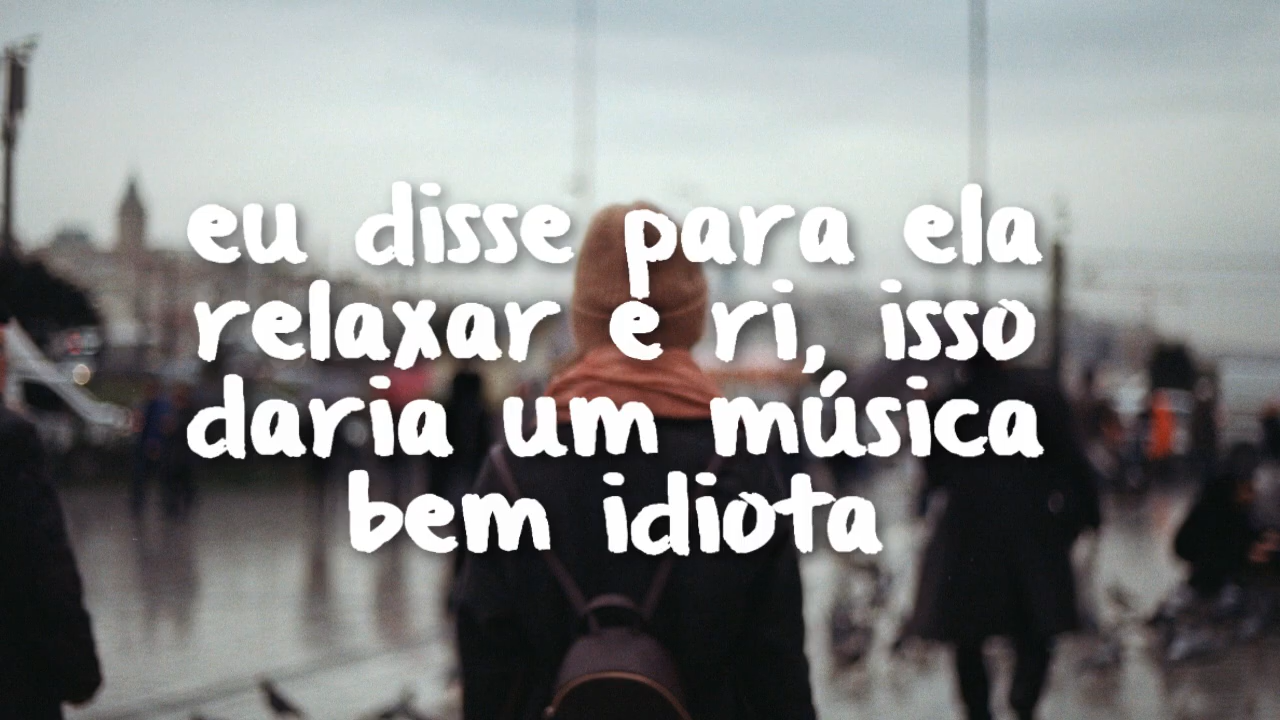 eu disse para ela
relaxar e ri, isso
daria um música
bem idiota